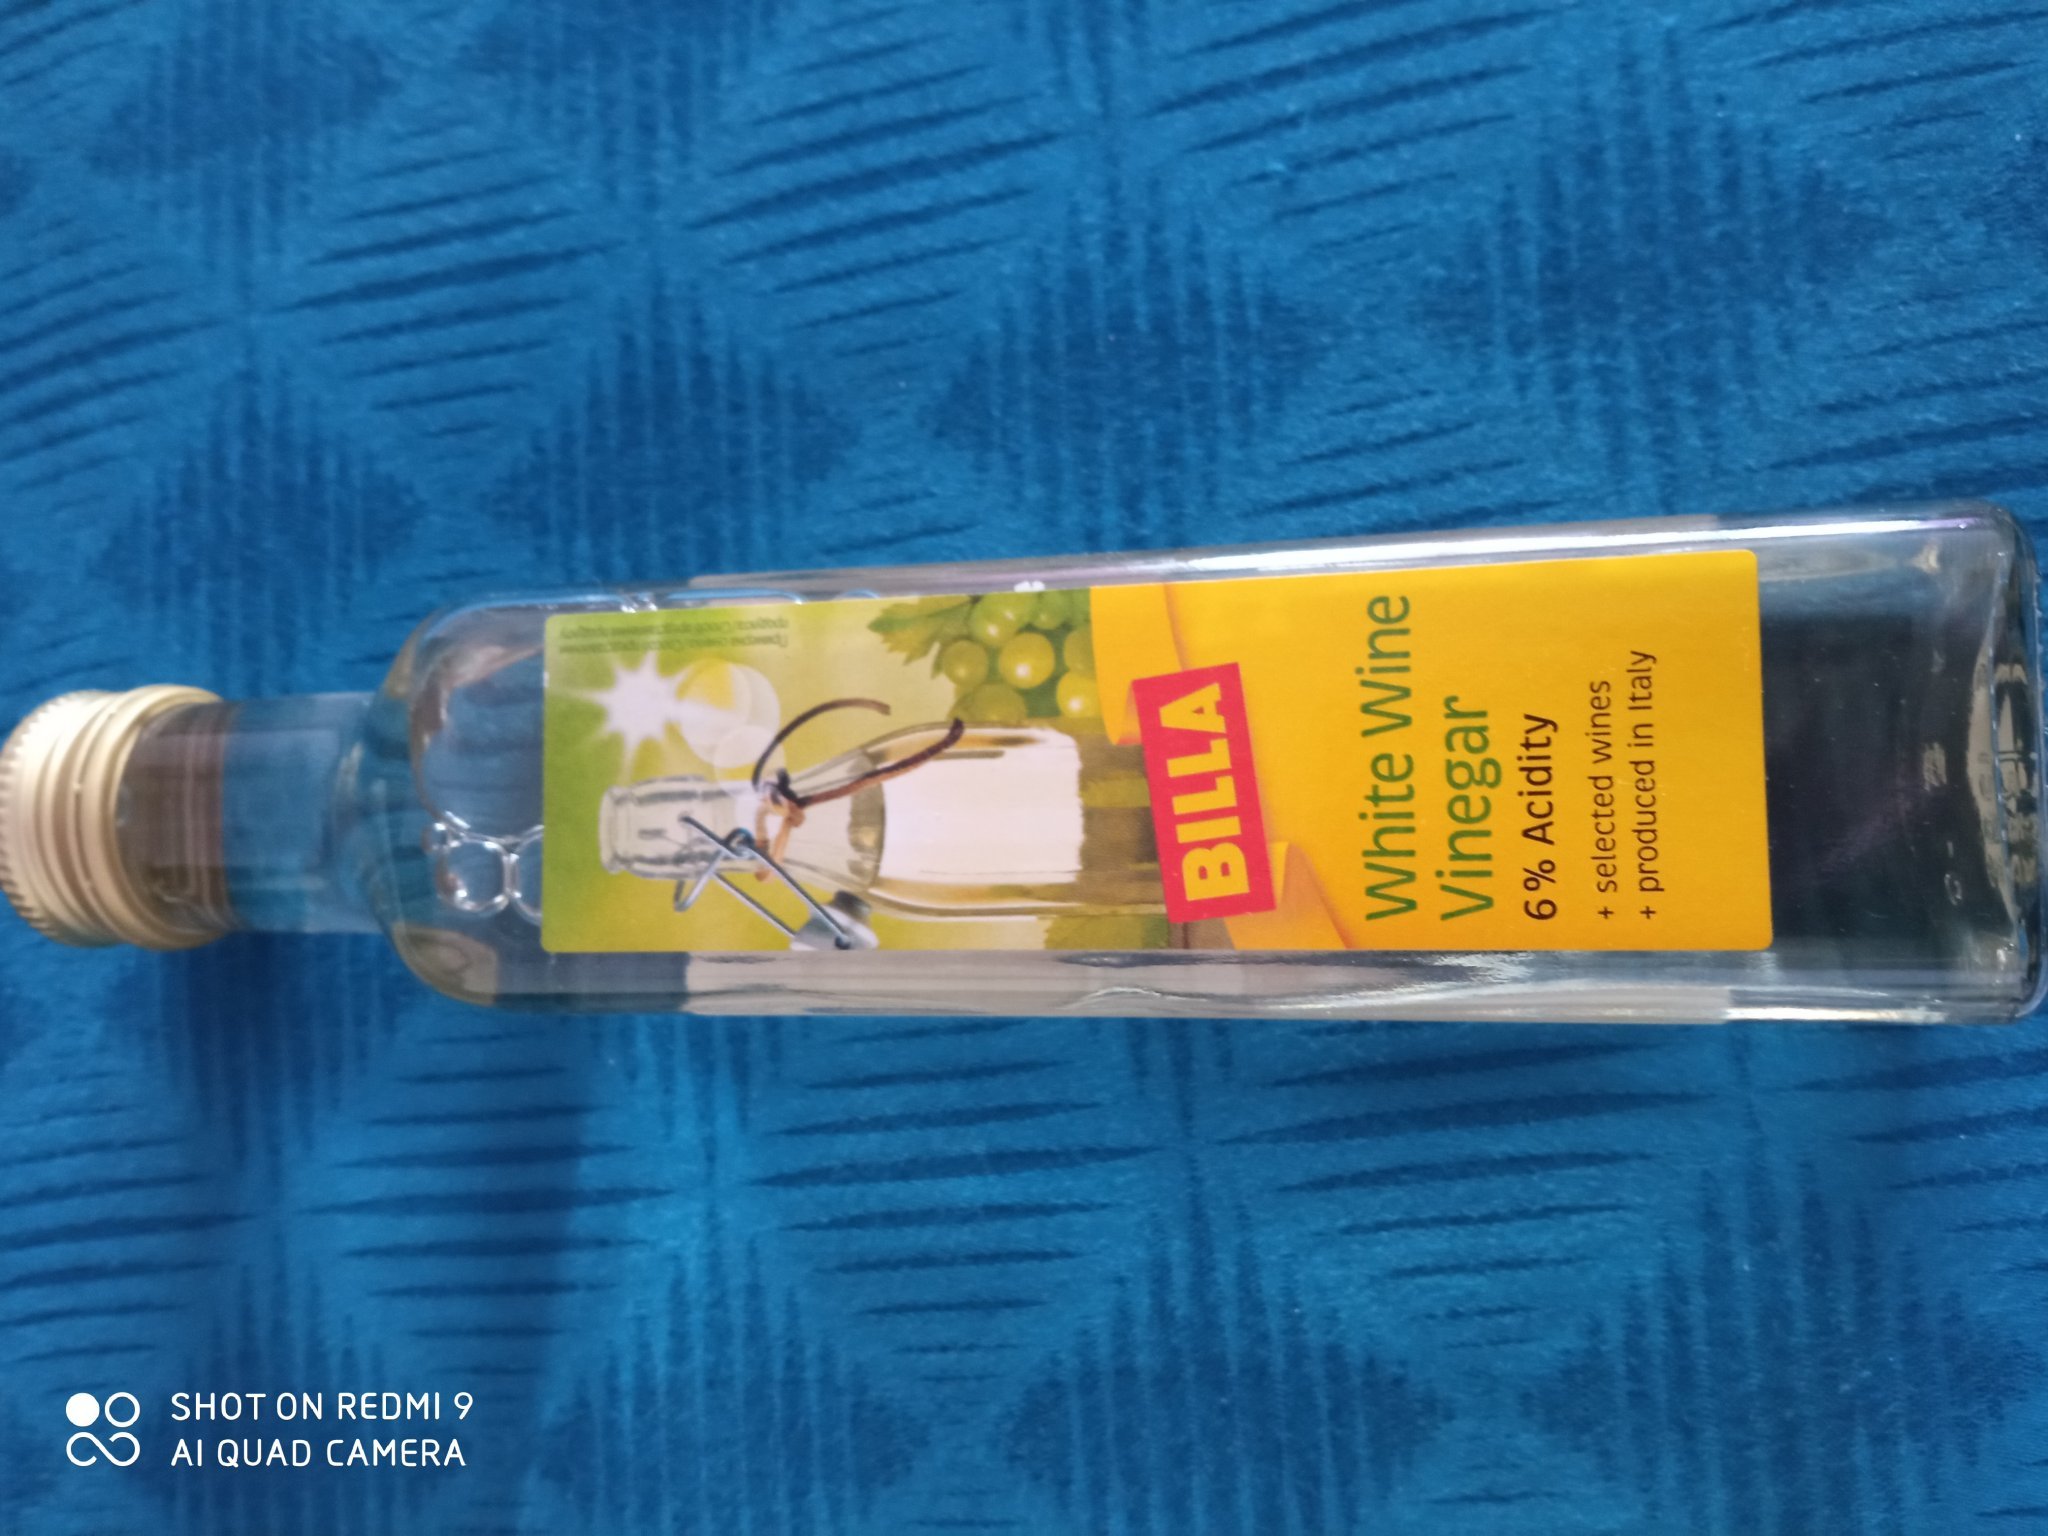 BILLA
White Wine
Vinegar
6% Acidity
+ selected wines
+ produced in Italy
SHOT ON REDMI 9
AI QUAD CAMERA